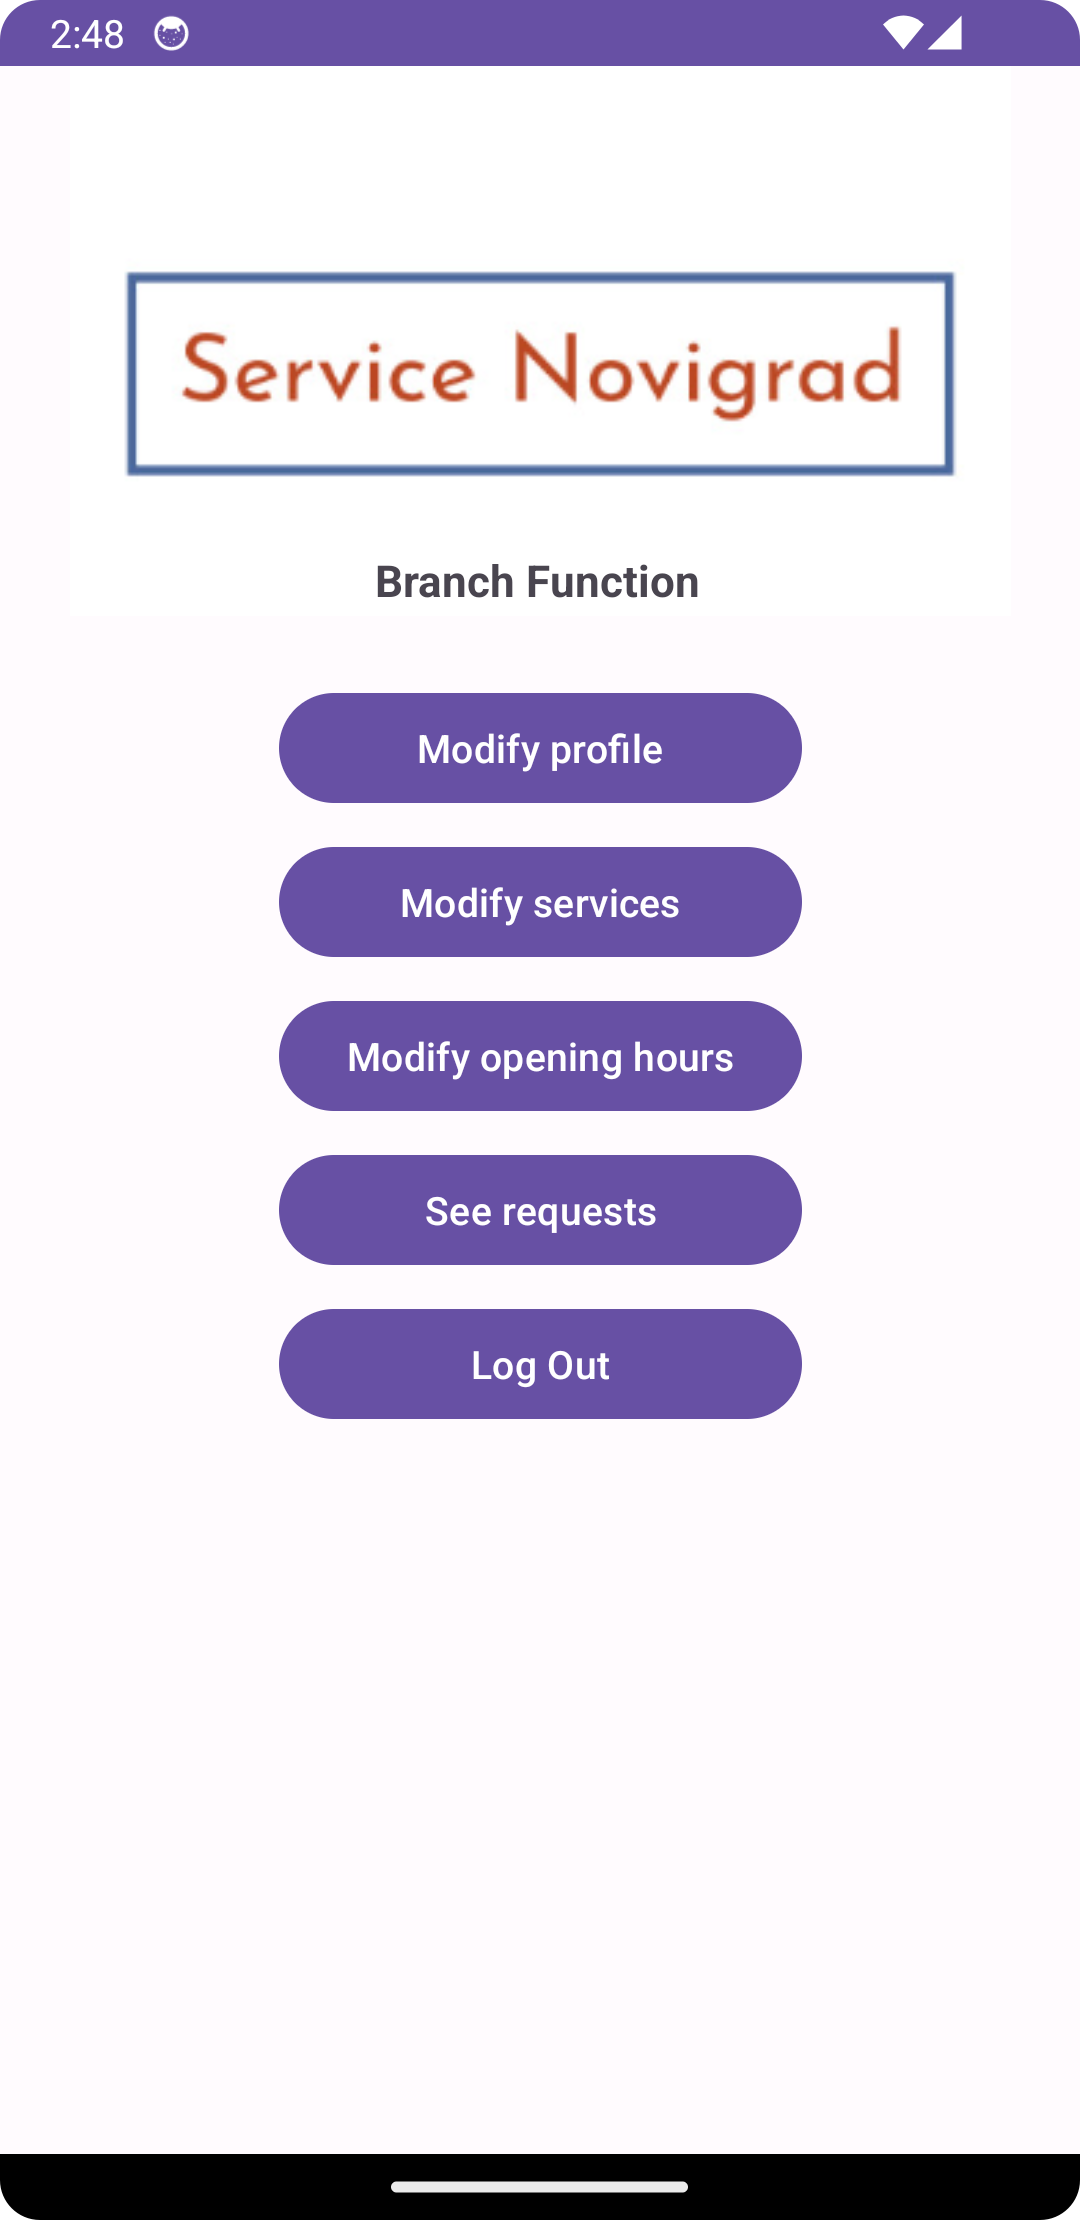 2:48
Service Novigrad
Branch Function
Modify profile
Modify services
Modify opening hours
See requests
Log Out